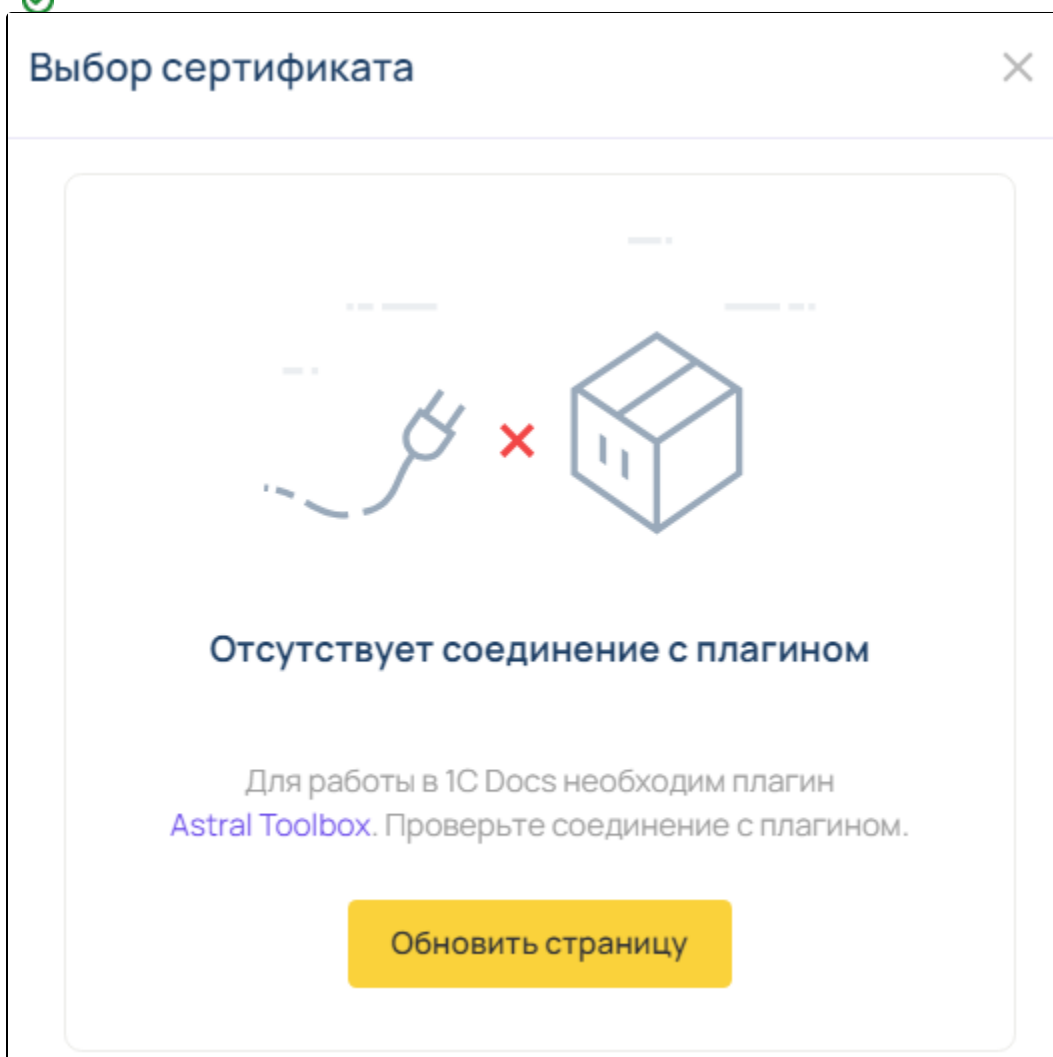 Выбор сертификата
Отсутствует соединение с плагином
Для работы в 1С Docs необходим плагин
Astral Toolbox. Проверьте соединение с плагином.
Обновить страницу